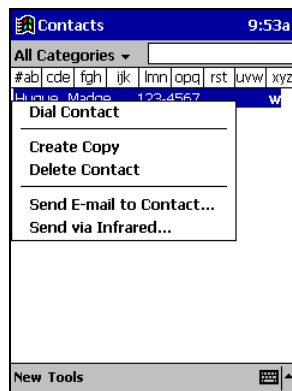 Contacts 9:53a
All Categories
#ab cde fgh ijk lmn opq rst uvw xyz
Huque, Madge 123-4567 w
Dial Contact
Create Copy
Delete Contact
Send E-mail to Contact...
Send via Infrared...
New Tools